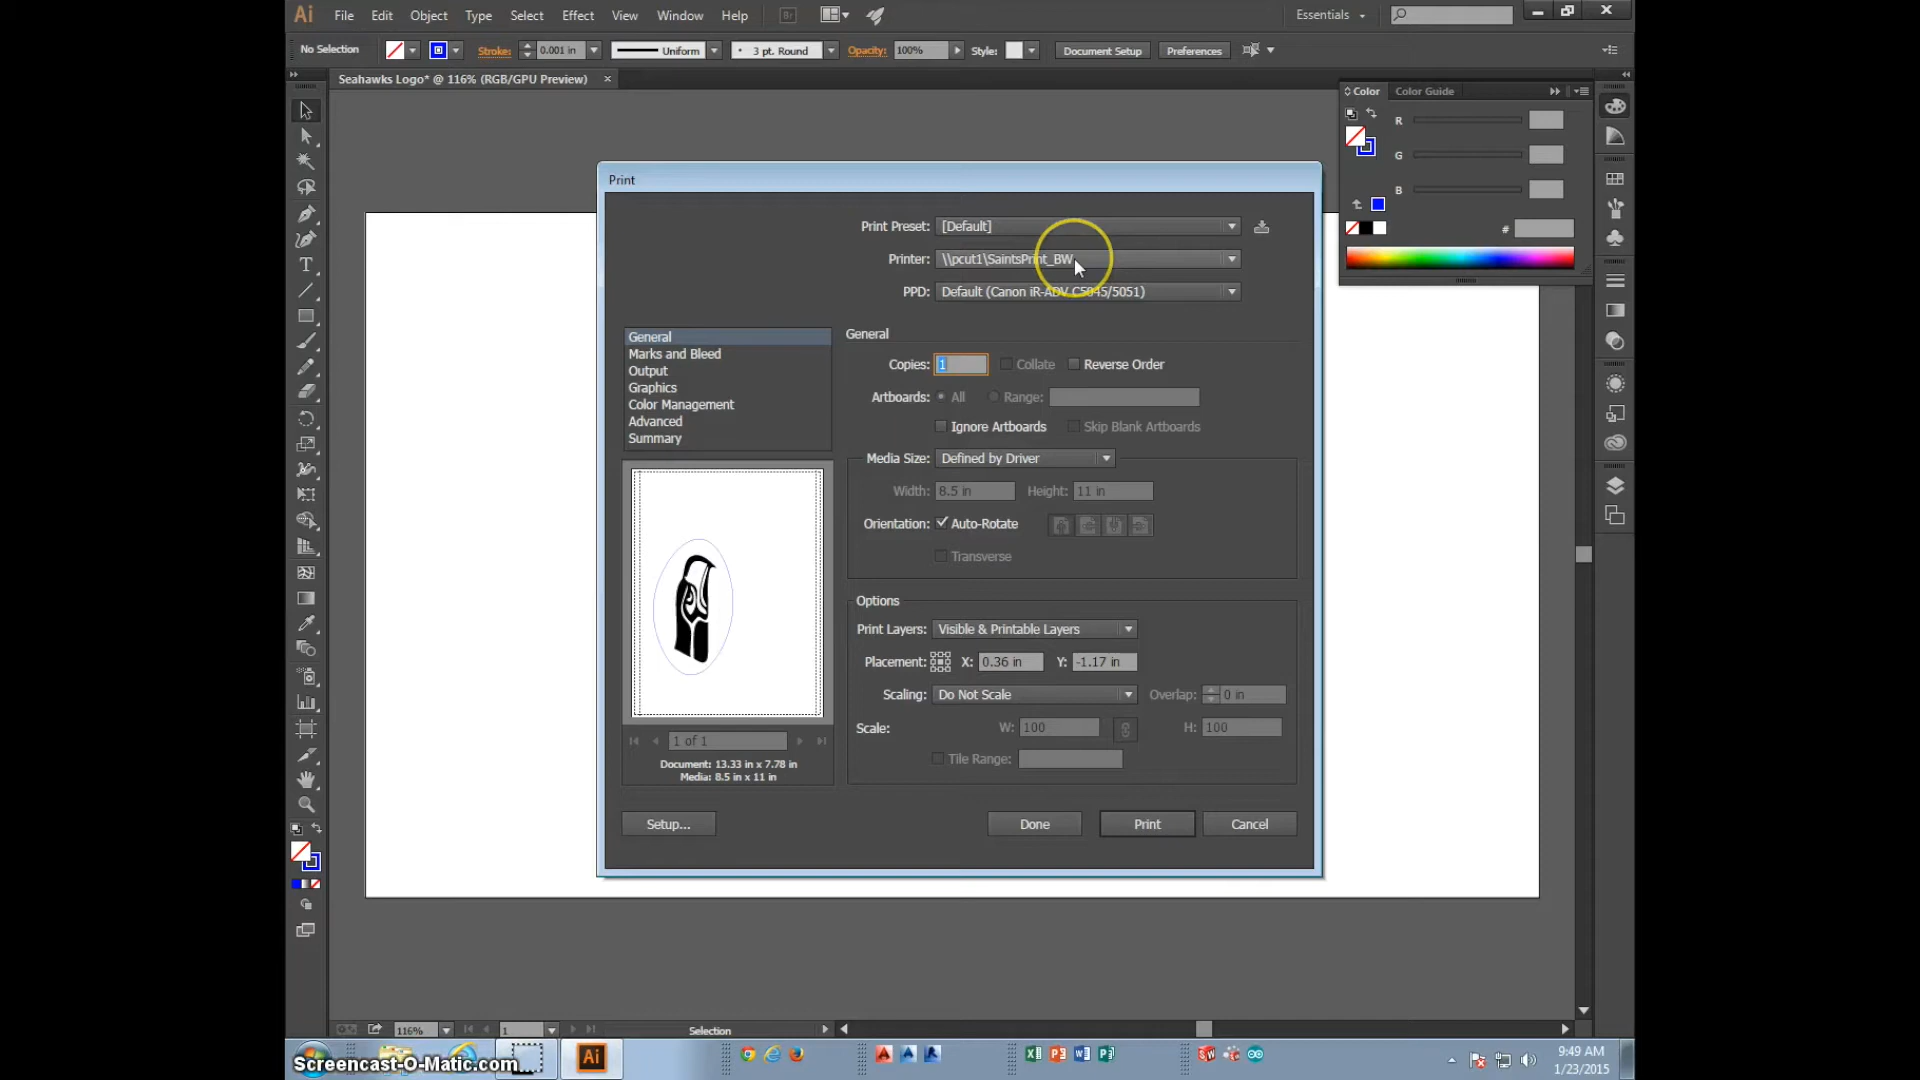 Ai File Edit Object Type Select Effect View Window Help Br Essentials
No Selection Stroke: 0.001 in Uniform 3 pt. Round Opacity: 100% Style: Document Setup Preferences
Seahawks Logo* @ 116% (RGB/GPU Preview) ×
Color Color Guide
R
G
B
#
Print
Print Preset: [Default]
Printer: \\pcut1\SaintsPrint_BW
PPD: Default (Canon iR-ADV C5045/5051)
General
Marks and Bleed
Output
Graphics
Color Management
Advanced
Summary
General
Copies: 1 Collate Reverse Order
Artboards: All Range:
Ignore Artboards Skip Blank Artboards
Media Size: Defined by Driver
Width: 8.5 in Height: 11 in
Orientation: Auto-Rotate
Transverse
Options
Print Layers: Visible & Printable Layers
Placement: X: 0.36 in Y: -1.17 in
Scaling: Do Not Scale Overlap: 0 in
Scale: W: 100 H: 100
Tile Range:
1 of 1
Document: 13.33 in x 7.78 in
Media: 8.5 in x 11 in
Setup... Done Print Cancel
116% 1 Selection
Screencast-O-Matic.com Ai
9:49 AM
1/23/2015